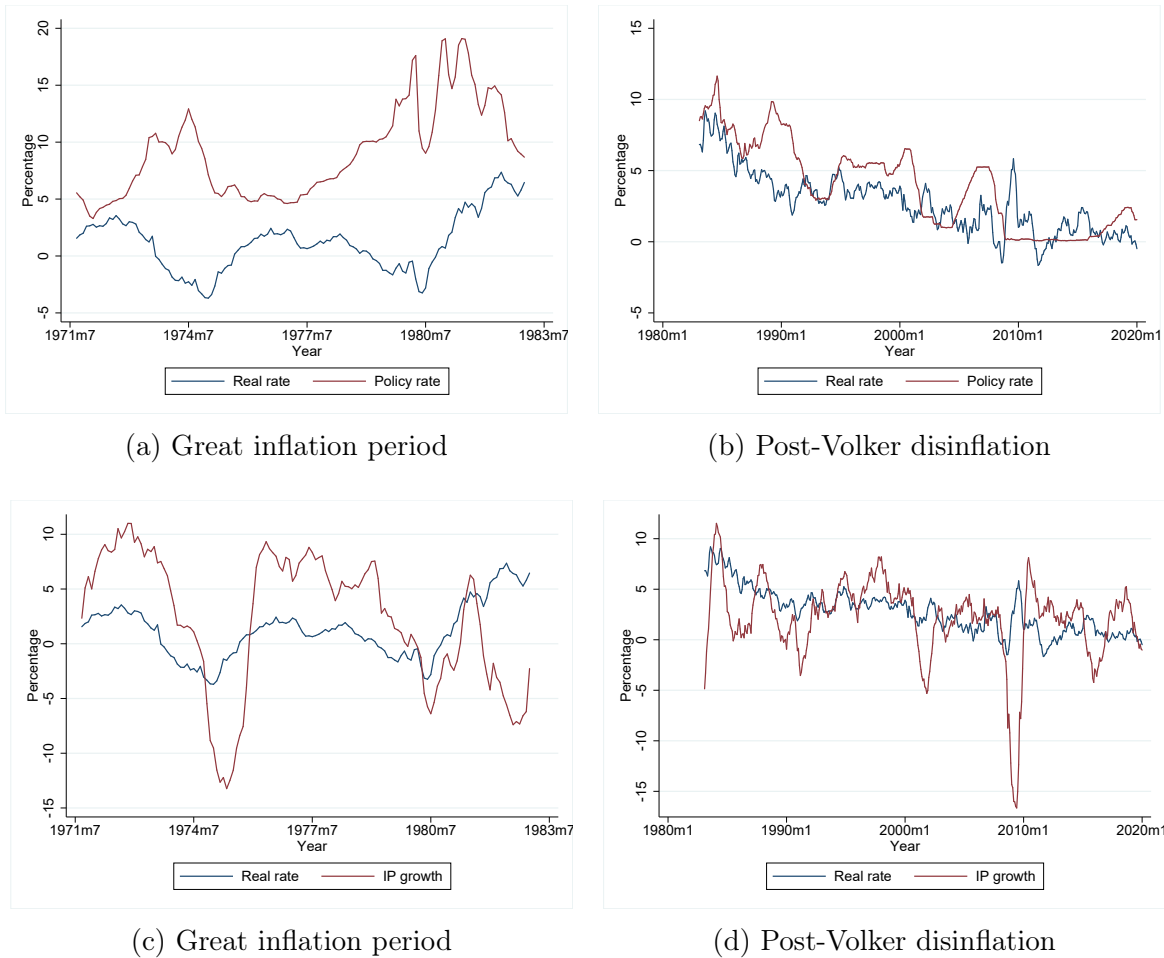 20
15
10
5
0
-5
Percentage
1971m7 1974m7 1977m7 1980m7 1983m7
Year
Real rate Policy rate
(a) Great inflation period
15
10
5
0
-5
Percentage
1980m1 1990m1 2000m1 2010m1 2020m1
Year
Real rate Policy rate
(b) Post-Volker disinflation
10
5
0
-5
-10
-15
Percentage
1971m7 1974m7 1977m7 1980m7 1983m7
Year
Real rate IP growth
(c) Great inflation period
10
5
0
-5
-10
-15
Percentage
1980m1 1990m1 2000m1 2010m1 2020m1
Year
Real rate IP growth
(d) Post-Volker disinflation